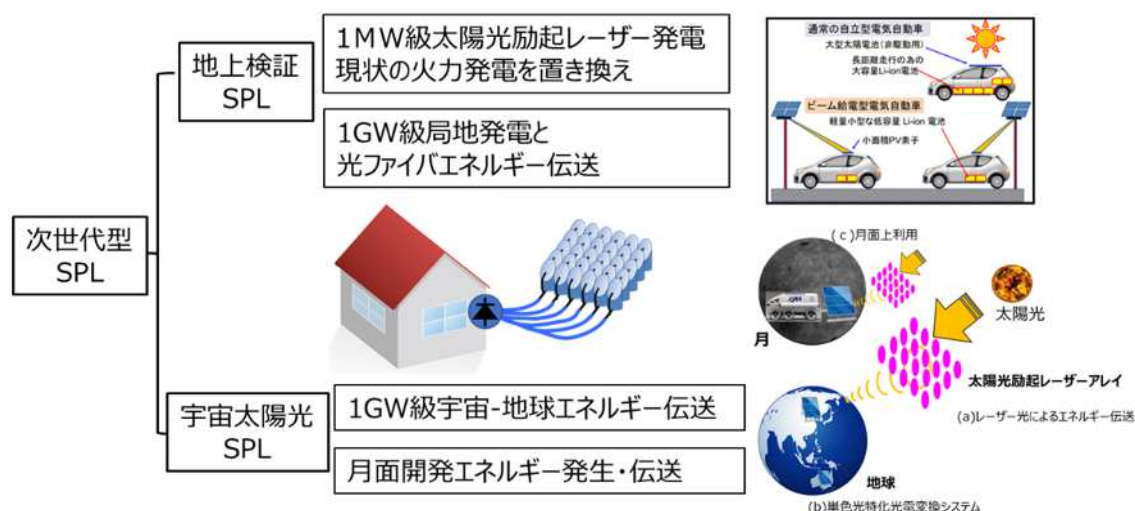 次世代型
SPL
地上検証
SPL
1MW級太陽光励起レーザー発電
現状の火力発電を置き換え
1GW級局地発電と
光ファイバエネルギー伝送
宇宙太陽光
SPL
1GW級宇宙-地球エネルギー伝送
月面開発エネルギー発生・伝送
通常の自立型電気自動車
大型太陽電池(非駆動用)
長距離走行の為の
大容量Li-ion電池
ビーム給電型電気自動車
軽量小型な低容量 Li-ion 電池
小面積PV素子
(c)月面上利用
月
太陽光
太陽光励起レーザーアレイ
(a)レーザー光によるエネルギー伝送
地球
(b)単色光特化光電変換システム